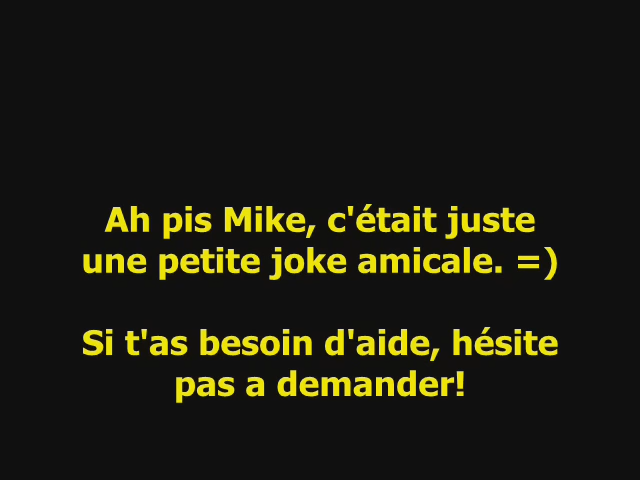 Ah pis Mike, c'était juste
une petite joke amicale. =)
Si t'as besoin d'aide, hésite
pas a demander!